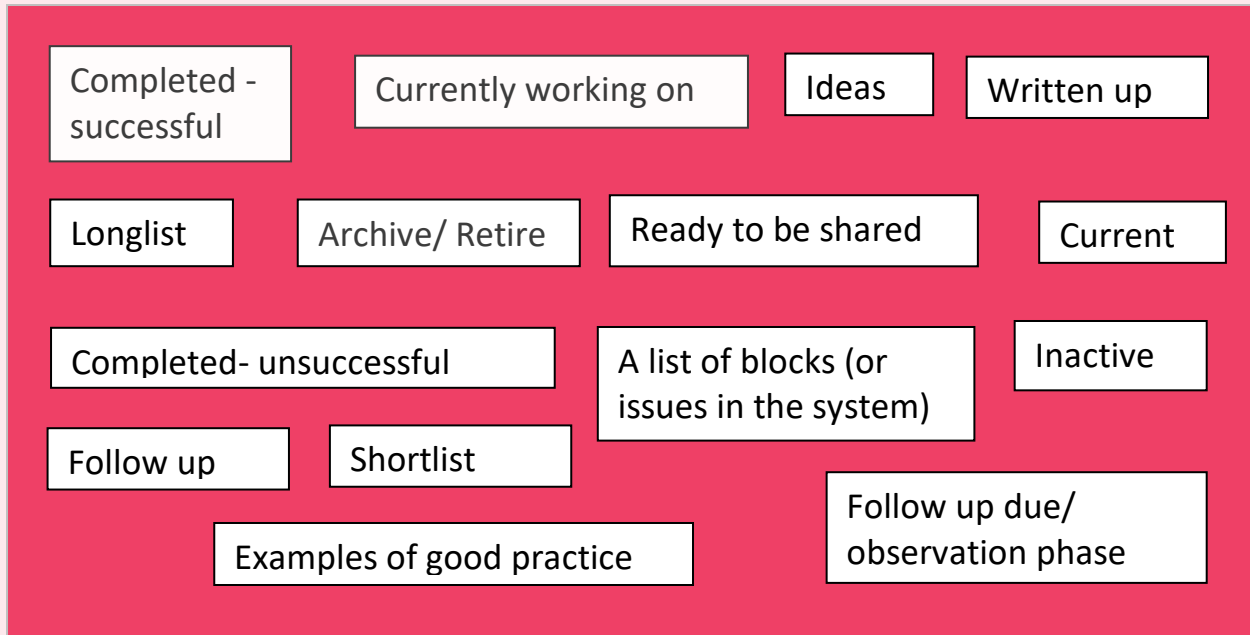 Completed -
successful
Currently working on
Ideas
Written up
Longlist
Archive/ Retire
Ready to be shared
Current
Completed- unsuccessful
A list of blocks (or
issues in the system)
Inactive
Follow up
Shortlist
Follow up due/
observation phase
Examples of good practice